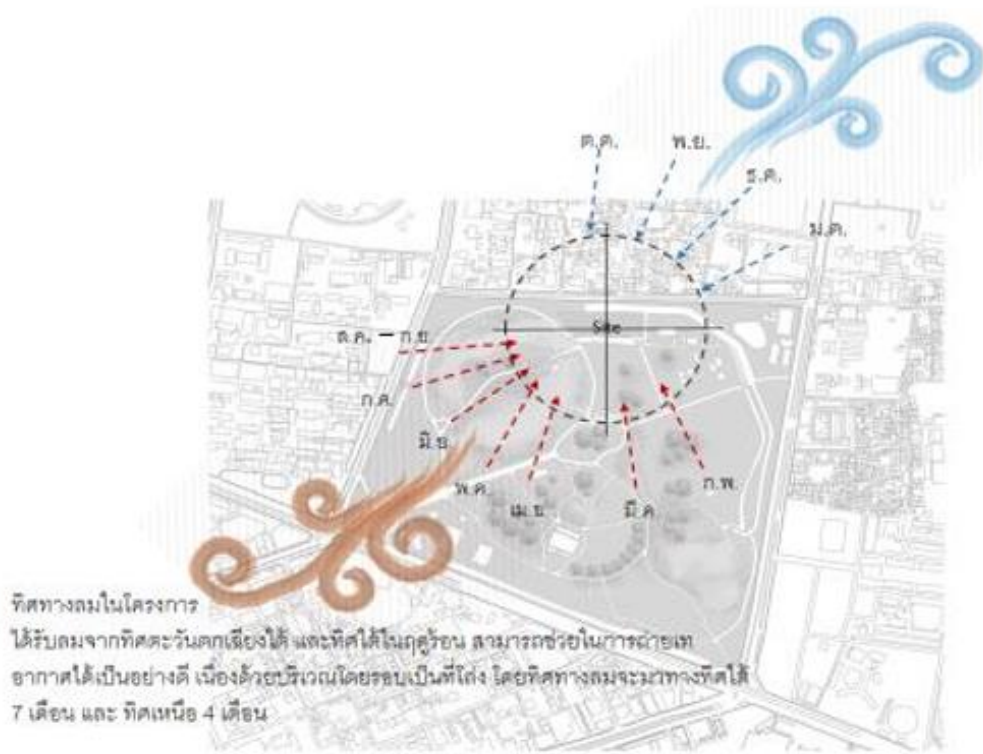 ต.ค.
พ.ย.
ธ.ค.
ม.ค.
Site
ส.ค. – ก.ย.
ก.ค.
มิ.ย.
พ.ค.
เม.ย.
มี.ค
ก.พ.
ทิศทางลมในโครงการ
ได้รับลมจากทิศตะวันตกเฉียงใต้ และทิศใต้ในฤดูร้อน สามารถช่วยในการถ่ายเท
อากาศได้เป็นอย่างดี เนื่องด้วยบริเวณโดยรอบเป็นที่โล่ง โดยทิศทางลมจะมาทางทิศใต้
7 เดือน และ ทิศเหนือ 4 เดือน